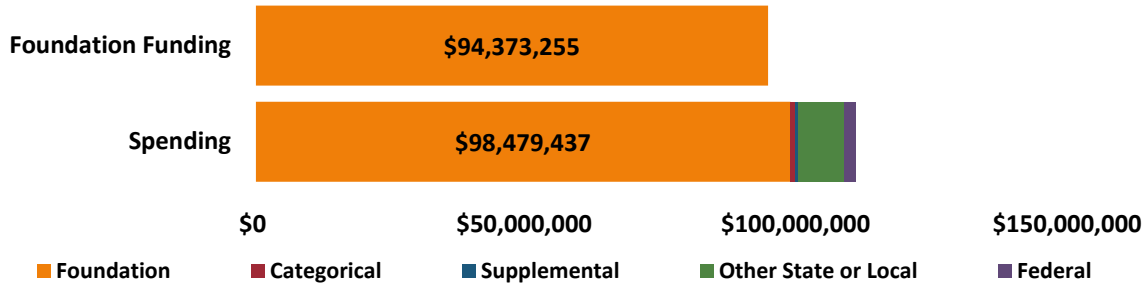 Foundation Funding
$94,373,255
Spending
$98,479,437
$0 $50,000,000 $100,000,000 $150,000,000
Foundation Categorical Supplemental Other State or Local Federal